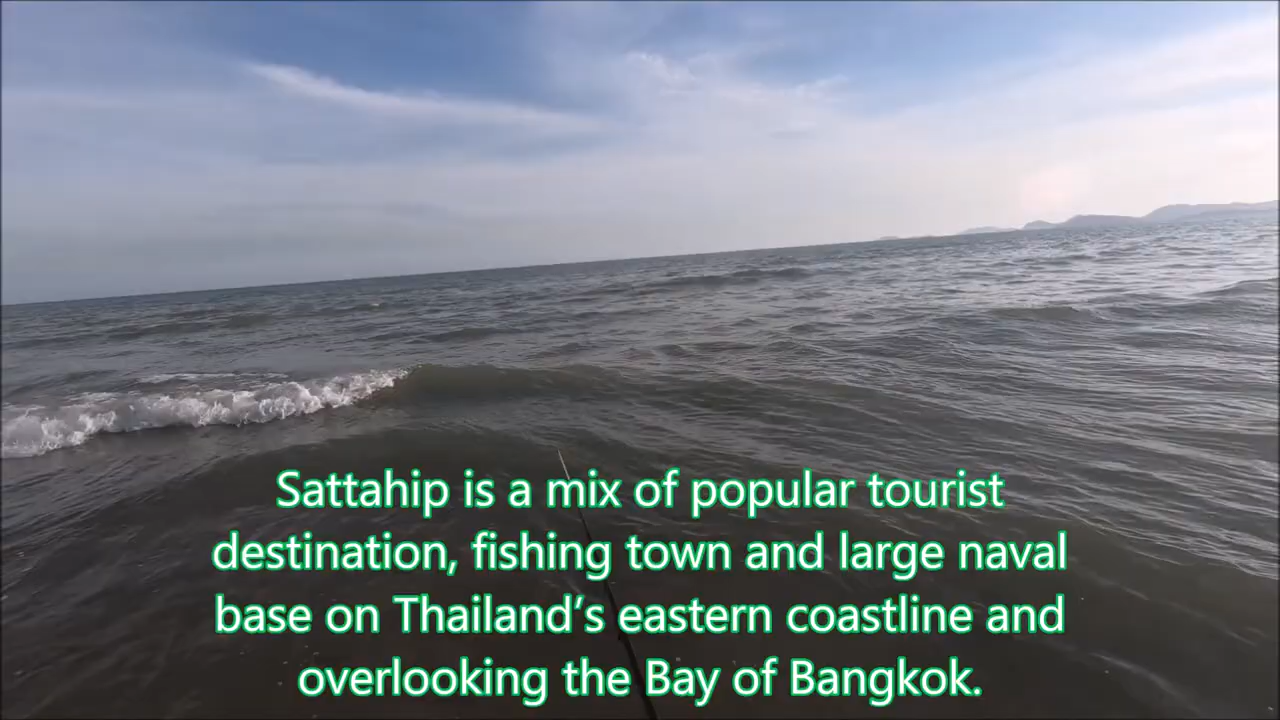 Sattahip is a mix of popular tourist
destination, fishing town and large naval
base on Thailand’s eastern coastline and
overlooking the Bay of Bangkok.